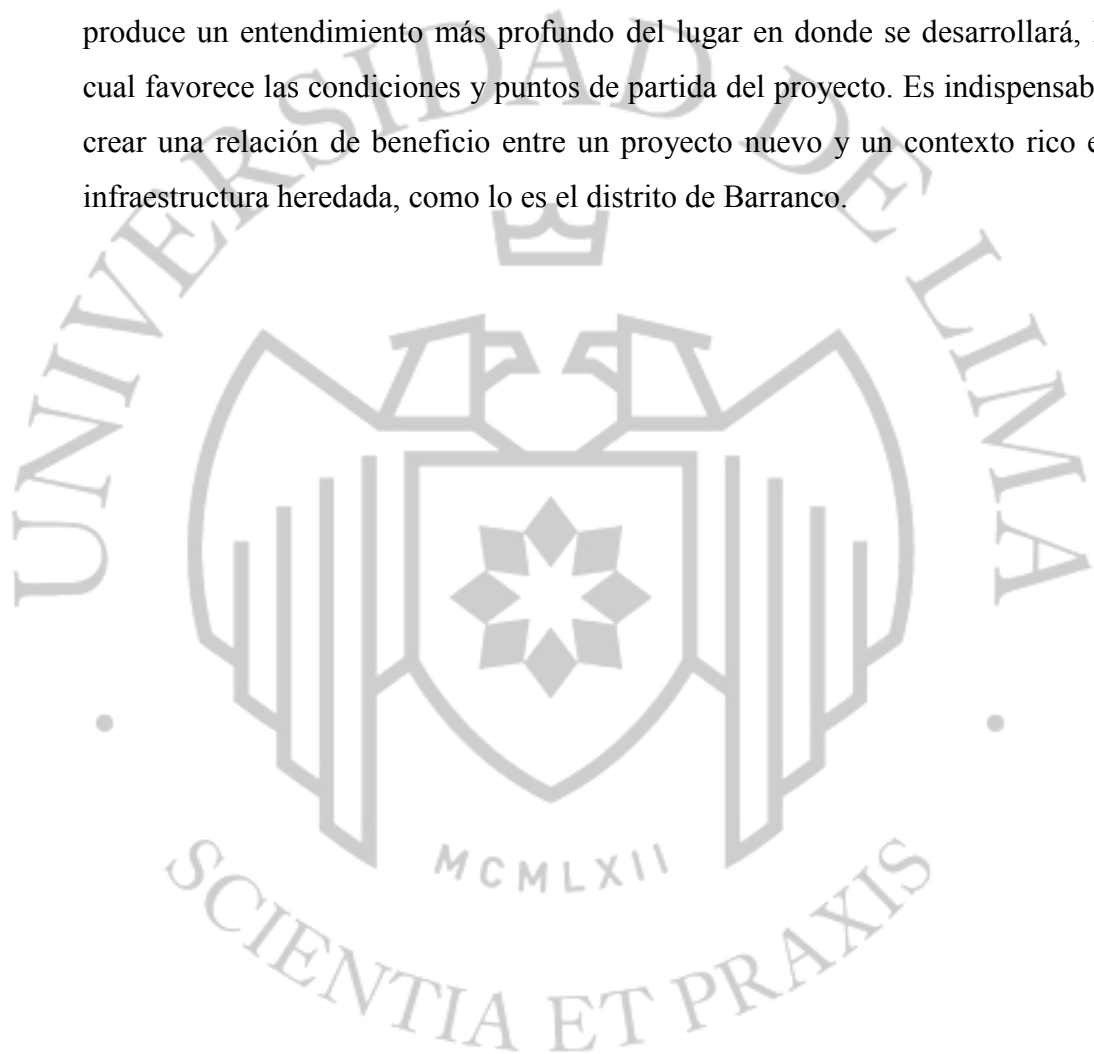 produce un entendimiento más profundo del lugar en donde se desarrollará,
cual favorece las condiciones y puntos de partida del proyecto. Es
crear una relación de beneficio entre un proyecto nuevo y un contexto rico
infraestructura heredada, como lo es el distrito de Barranco.
UNIVERSIDAD DE LIMA
MCMLXII
SCIENTIA ET PRAXIS